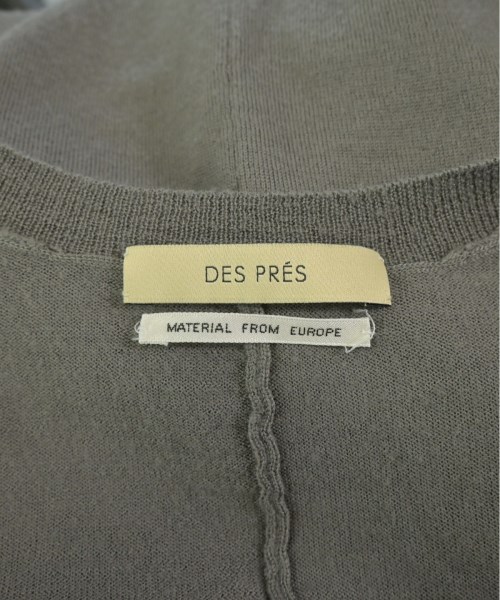 DES PRÉS
MATERIAL FROM EUROPE